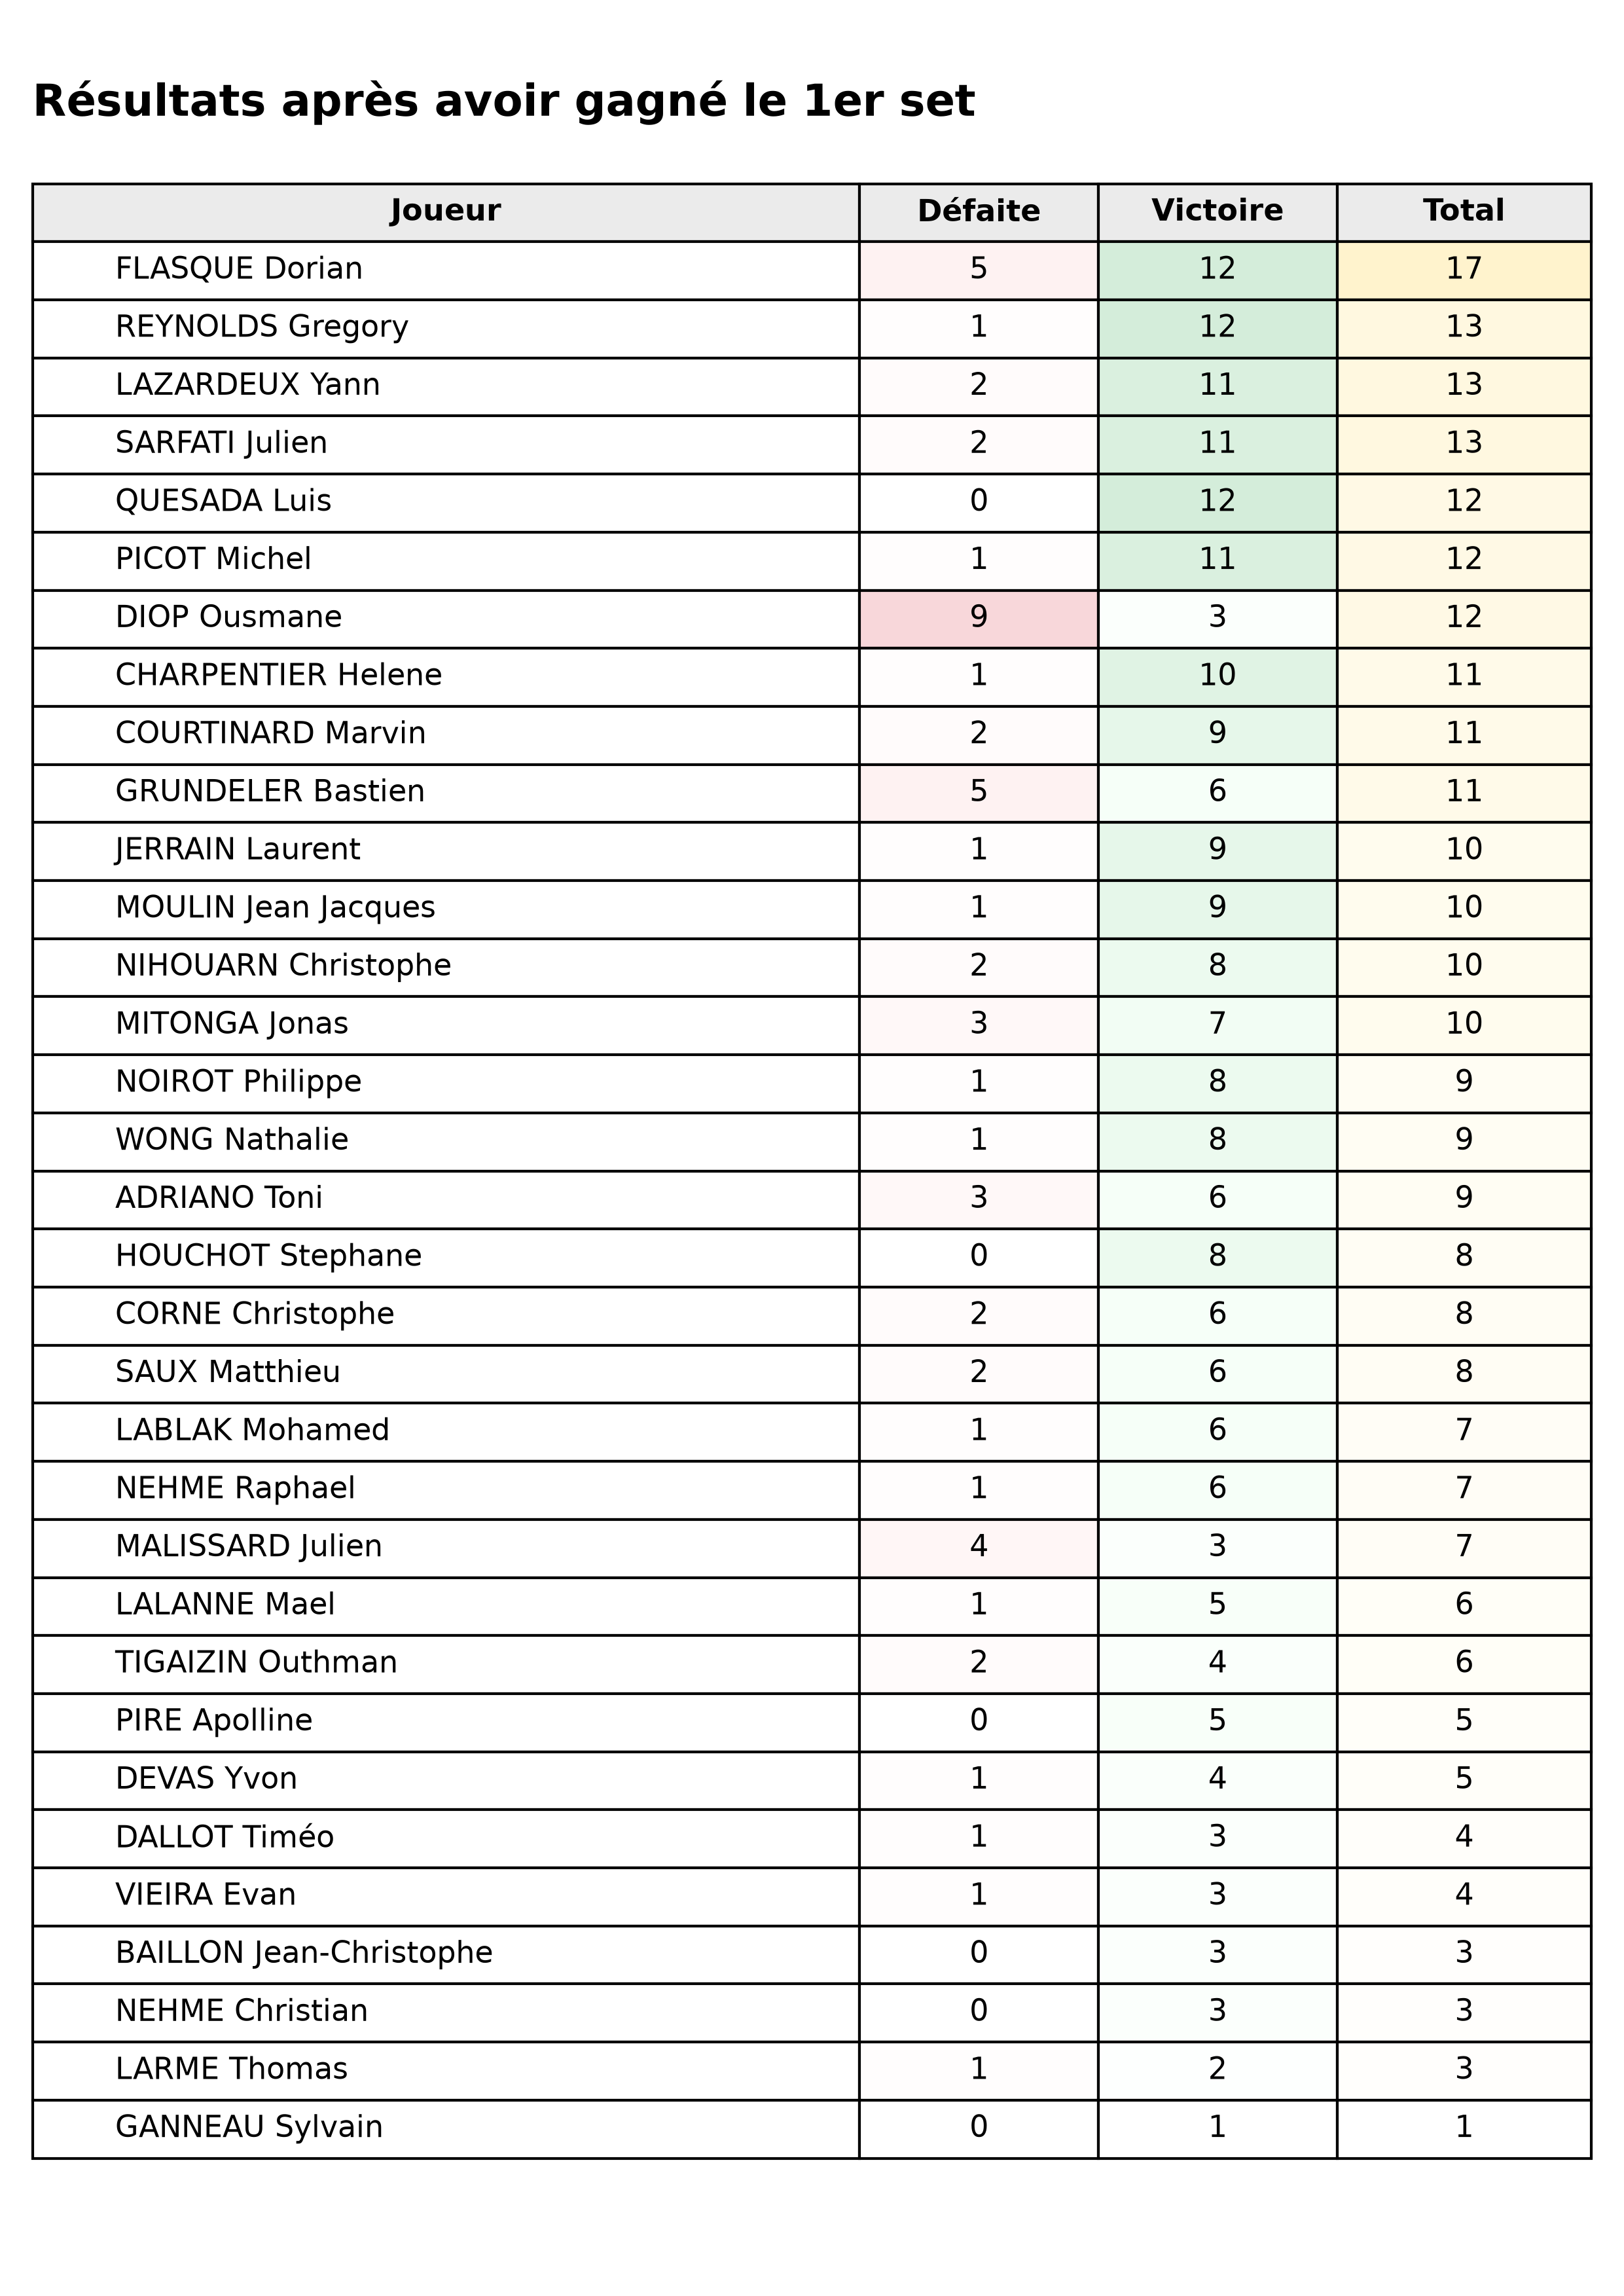 Résultats après avoir gagné le 1er set
Joueur Défaite Victoire Total
FLASQUE Dorian 5 12 17
REYNOLDS Gregory 1 12 13
LAZARDEUX Yann 2 11 13
SARFATI Julien 2 11 13
QUESADA Luis 0 12 12
PICOT Michel 1 11 12
DIOP Ousmane 9 3 12
CHARPENTIER Helene 1 10 11
COURTINARD Marvin 2 9 11
GRUNDELER Bastien 5 6 11
JERRAIN Laurent 1 9 10
MOULIN Jean Jacques 1 9 10
NIHOUARN Christophe 2 8 10
MITONGA Jonas 3 7 10
NOIROT Philippe 1 8 9
WONG Nathalie 1 8 9
ADRIANO Toni 3 6 9
HOUCHOT Stephane 0 8 8
CORNE Christophe 2 6 8
SAUX Matthieu 2 6 8
LABLAK Mohamed 1 6 7
NEHME Raphael 1 6 7
MALISSARD Julien 4 3 7
LALANNE Mael 1 5 6
TIGAIZIN Outhman 2 4 6
PIRE Apolline 0 5 5
DEVAS Yvon 1 4 5
DALLOT Timéo 1 3 4
VIEIRA Evan 1 3 4
BAILLON Jean-Christophe 0 3 3
NEHME Christian 0 3 3
LARME Thomas 1 2 3
GANNEAU Sylvain 0 1 1